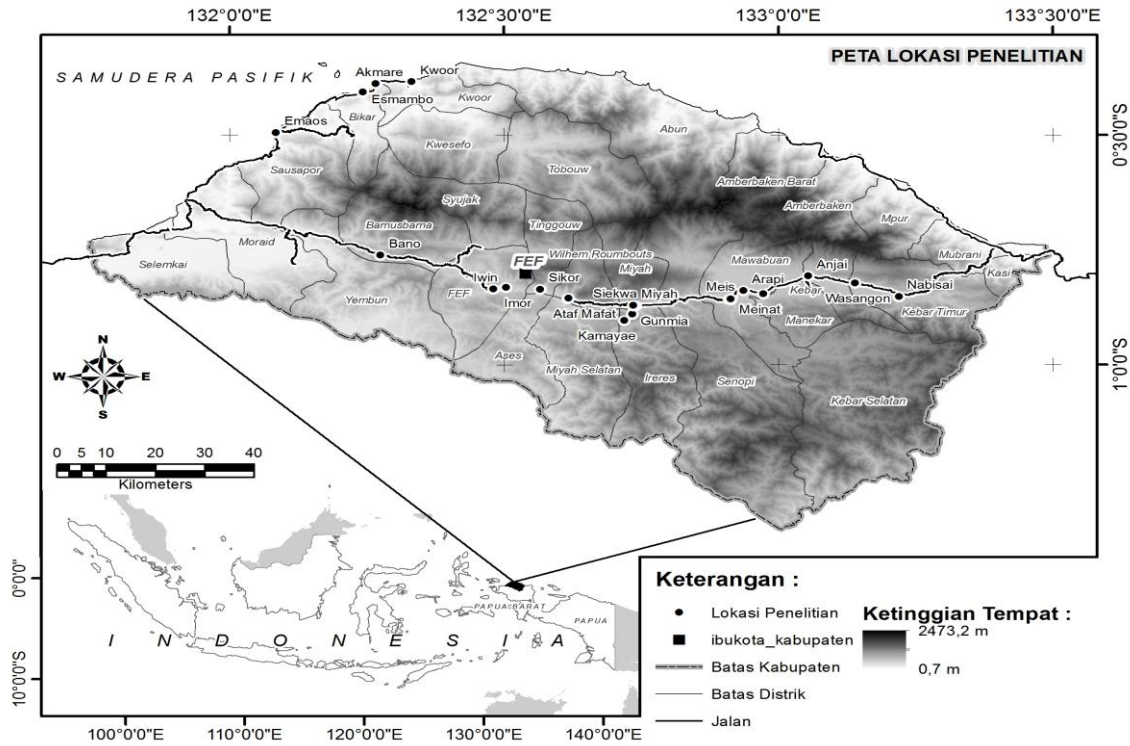 132°0'0"E
132°30'0"E
133°0'0"E
133°30'0"E
PETA LOKASI PENELITIAN
SAMUDERA PASIFIK
Akmare
Kwoor
Esmambo
Kwoor
Emaos
Bikar
Abun
0°30'0"S
Kwesefo
Sausapor
Tobouw
Amberbaken Barat
Syujak
Amberbaken
Bamusbama
Tinggouw
Mpur
Moraid
Bano
Wilhem Roumbouts
Mubrani
Selemkai
FEF
Miyah
Mawabuan
Anjai
Kasi
Iwin
Sikor
Meis
Arapi
Kebar
Nabisai
Yembun
FEF
Imor
Siekwa Miyah
Meinat
Wasangon
Ataf Mafat
Gunmia
Manekar
Kebar Timur
Kamayae
Ases
Miyah Selatan
Ireres
Senopi
1°0'0"S
Kebar Selatan
N
W
E
S
0 5 10 20 30 40
Kilometers
0°0'0"
10°0'0"S
PAPUA BARAT
PAPUA
INDONESIA
100°0'0"E
110°0'0"E
120°0'0"E
130°0'0"E
140°0'0"E
Keterangan :
Lokasi Penelitian
ibukota_kabupaten
Batas Kabupaten
Batas Distrik
Jalan
Ketinggian Tempat :
2473,2 m
0,7 m